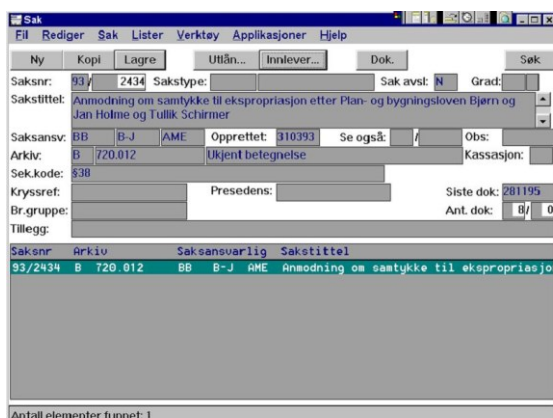 Sak
Fil Rediger Sak Lister Verktøy Applikasjoner Hjelp
Ny Kopi Lagre Utlån... Innlever... Dok. Søk
Saksnr: 93/ 2434 Sakstype: Sak avsl: N Grad:
Sakstittel: Anmodning om samtykke til ekspropriasjon etter Plan- og bygningsloven Bjørn og
Jan Holme og Tullik Schirmer
Saksansv: BB B-J AME Opprettet: 310393 Se også: / Obs:
Arkiv: B 720.012 Ukjent betegnelse Kassasjon:
Sek.kode: §38
Kryssref: Presedens: Siste dok: 281195
Br.gruppe: Ant. dok: 8/ 0
Tillegg:
Saksnr Arkiv Saksansvarlig Sakstittel
93/2434 B 720.012 BB B-J AME Anmodning om samtykke til ekspropriasjo
Antall elementer funnet: 1